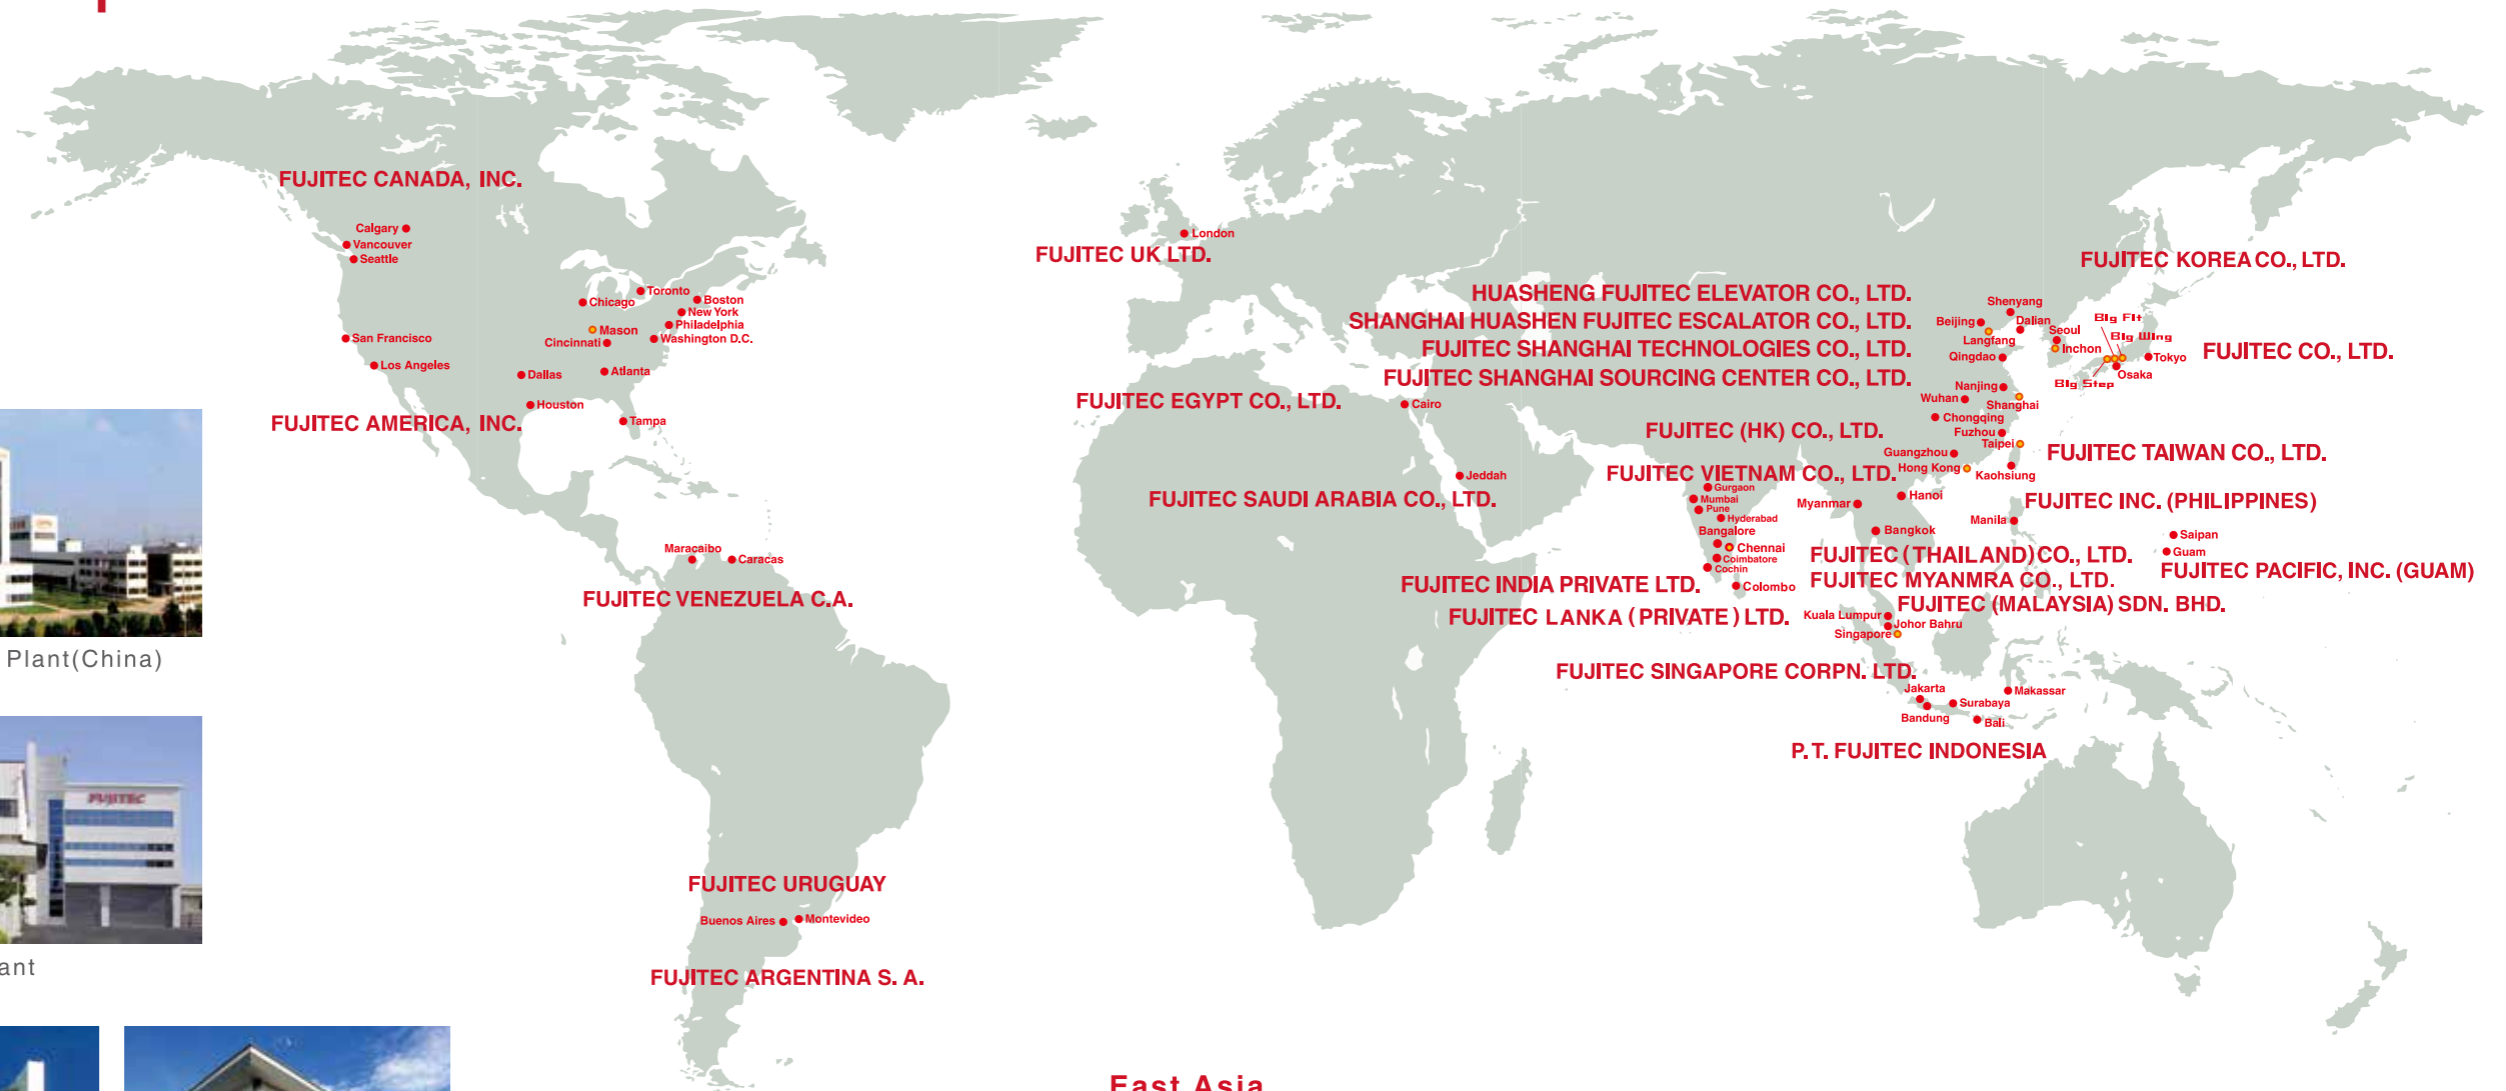 FUJITEC CANADA, INC.
Calgary
Vancouver
Seattle
Toronto
Chicago
Boston
New York
Philadelphia
Mason
Washington D.C.
Cincinnati
San Francisco
Los Angeles
Dallas
Atlanta
Houston
Tampa
FUJITEC AMERICA, INC.
Maracaibo
Caracas
FUJITEC VENEZUELA C.A.
FUJITEC URUGUAY
Buenos Aires
Montevideo
FUJITEC ARGENTINA S. A.
London
FUJITEC UK LTD.
FUJITEC EGYPT CO., LTD.
Cairo
Jeddah
FUJITEC SAUDI ARABIA CO., LTD.
HUASHENG FUJITEC ELEVATOR CO., LTD.
SHANGHAI HUASHEN FUJITEC ESCALATOR CO., LTD.
FUJITEC SHANGHAI TECHNOLOGIES CO., LTD.
FUJITEC SHANGHAI SOURCING CENTER CO., LTD.
FUJITEC (HK) CO., LTD.
FUJITEC VIETNAM CO., LTD.
Gurgaon
Mumbai
Pune
Hyderabad
Bangalore
Chennai
Coimbatore
Cochin
Colombo
FUJITEC INDIA PRIVATE LTD.
FUJITEC LANKA ( PRIVATE ) LTD.
FUJITEC KOREA CO., LTD.
Shenyang
Beijing
Dalian
Langfang
Seoul
Inchon
Qingdao
Big Fit
Big Wing
Big Step
Tokyo
Osaka
FUJITEC CO., LTD.
Nanjing
Wuhan
Shanghai
Chongqing
Fuzhou
Taipei
Guangzhou
Hong Kong
Kaohsiung
FUJITEC TAIWAN CO., LTD.
Myanmar
Hanoi
FUJITEC INC. (PHILIPPINES)
Manila
Bangkok
Saipan
Guam
FUJITEC (THAILAND) CO., LTD.
FUJITEC PACIFIC, INC. (GUAM)
FUJITEC MYANMRA CO., LTD.
FUJITEC (MALAYSIA) SDN. BHD.
Kuala Lumpur
Johor Bahru
Singapore
FUJITEC SINGAPORE CORPN. LTD.
Jakarta
Makassar
Surabaya
Bandung
Bali
P. T. FUJITEC INDONESIA
Plant(China)
FUJITEC
ant
East Asia